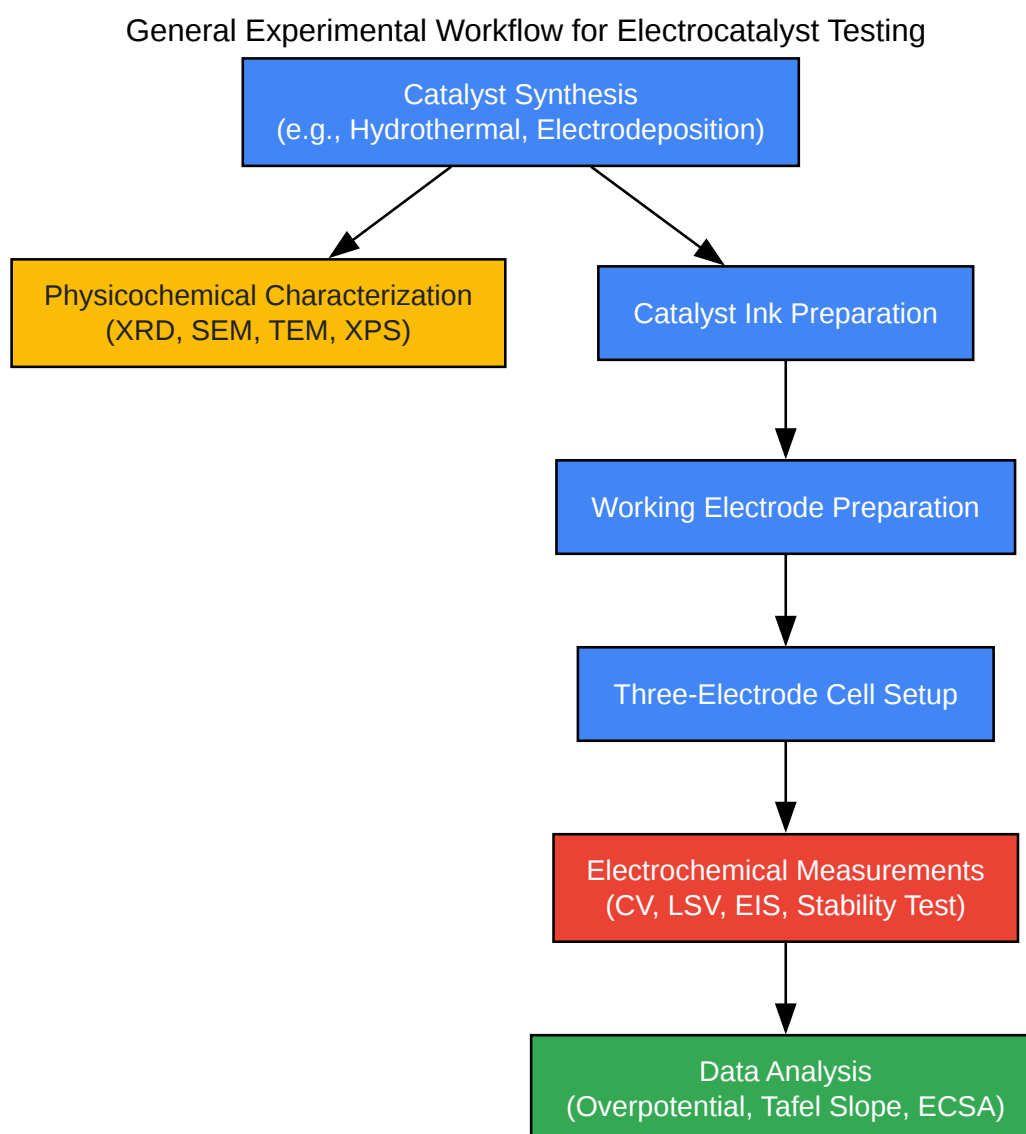 General Experimental Workflow for Electrocatalyst Testing
Catalyst Synthesis
(e.g., Hydrothermal, Electrodeposition)
Physicochemical Characterization
(XRD, SEM, TEM, XPS)
Catalyst Ink Preparation
Working Electrode Preparation
Three-Electrode Cell Setup
Electrochemical Measurements
(CV, LSV, EIS, Stability Test)
Data Analysis
(Overpotential, Tafel Slope, ECSA)